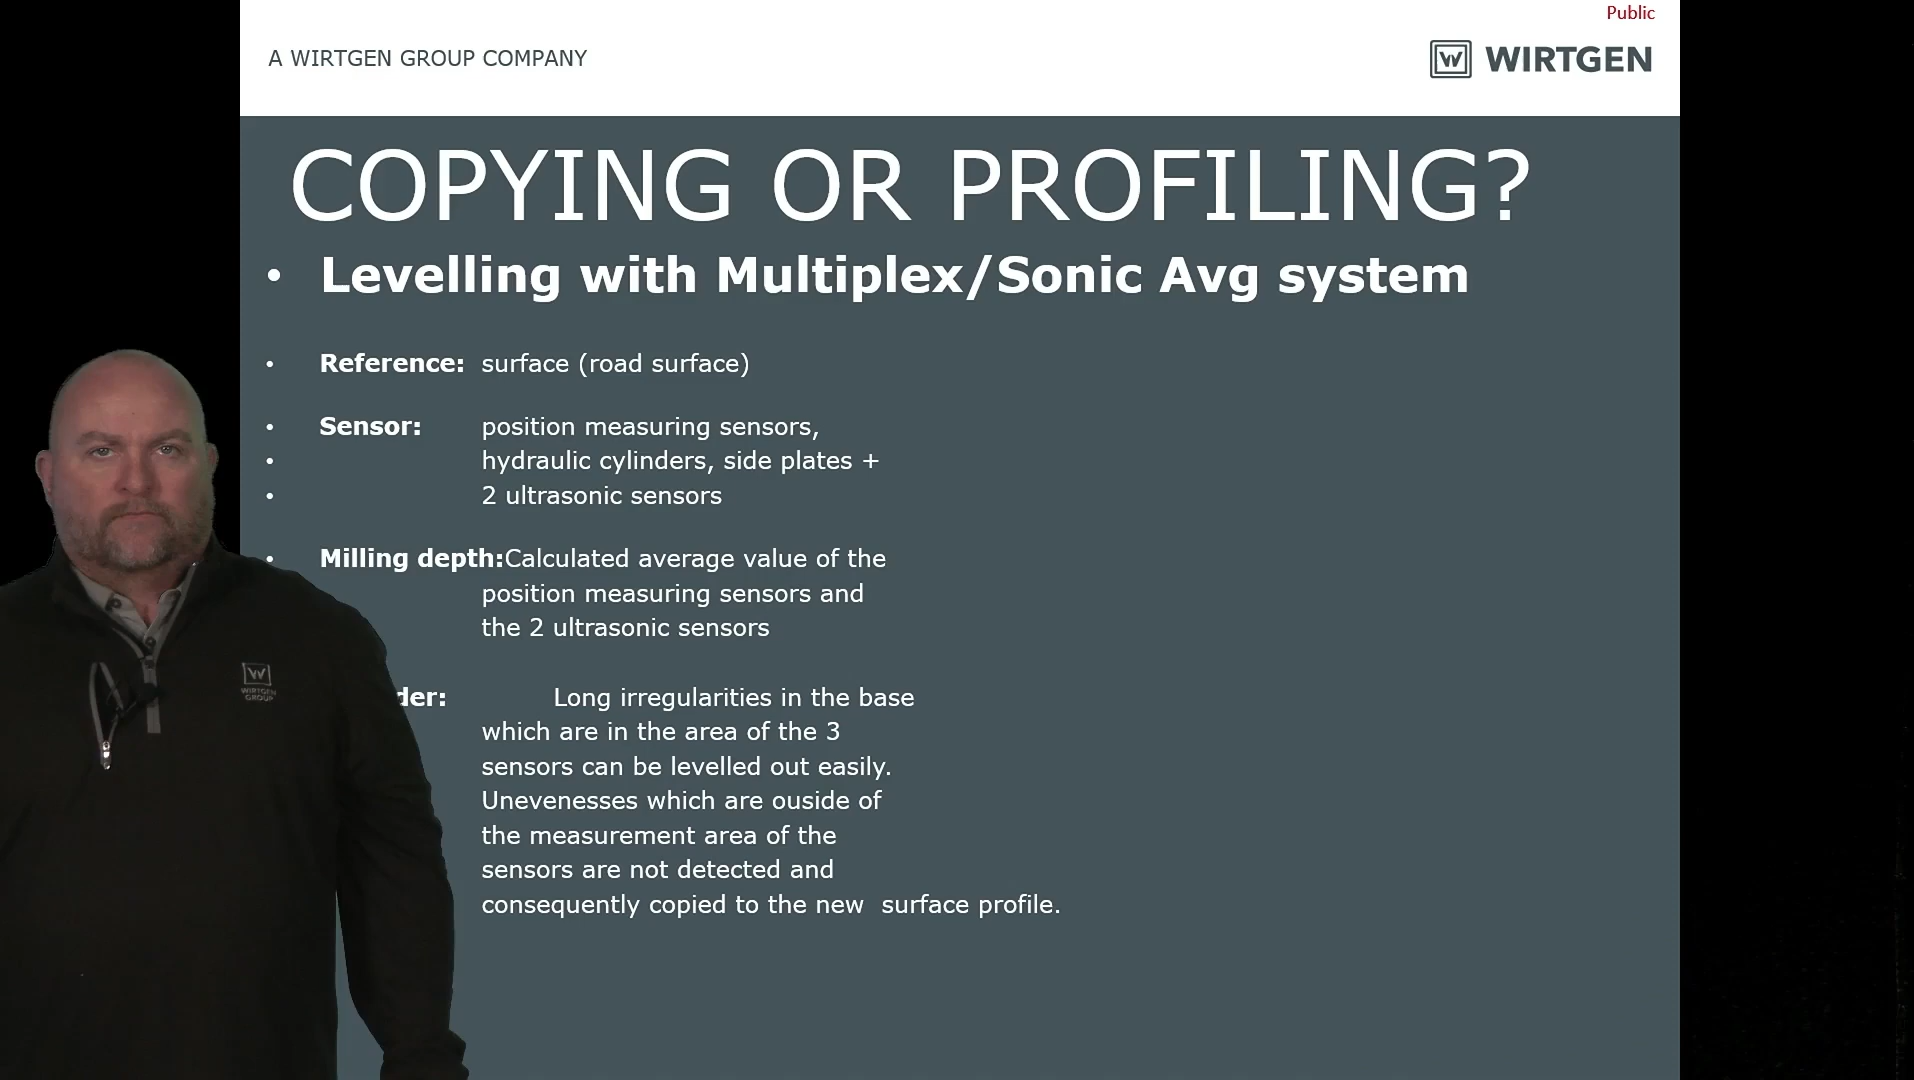 Public
A WIRTGEN GROUP COMPANY
WIRTGEN
COPYING OR PROFILING?
• Levelling with Multiplex/Sonic Avg system
• Reference: surface (road surface)
• Sensor: position measuring sensors,
• hydraulic cylinders, side plates +
• 2 ultrasonic sensors
• Milling depth:Calculated average value of the
position measuring sensors and
the 2 ultrasonic sensors
der: Long irregularities in the base
which are in the area of the 3
sensors can be levelled out easily.
Unevenesses which are ouside of
the measurement area of the
sensors are not detected and
consequently copied to the new surface profile.
WIRTGEN
GROUP